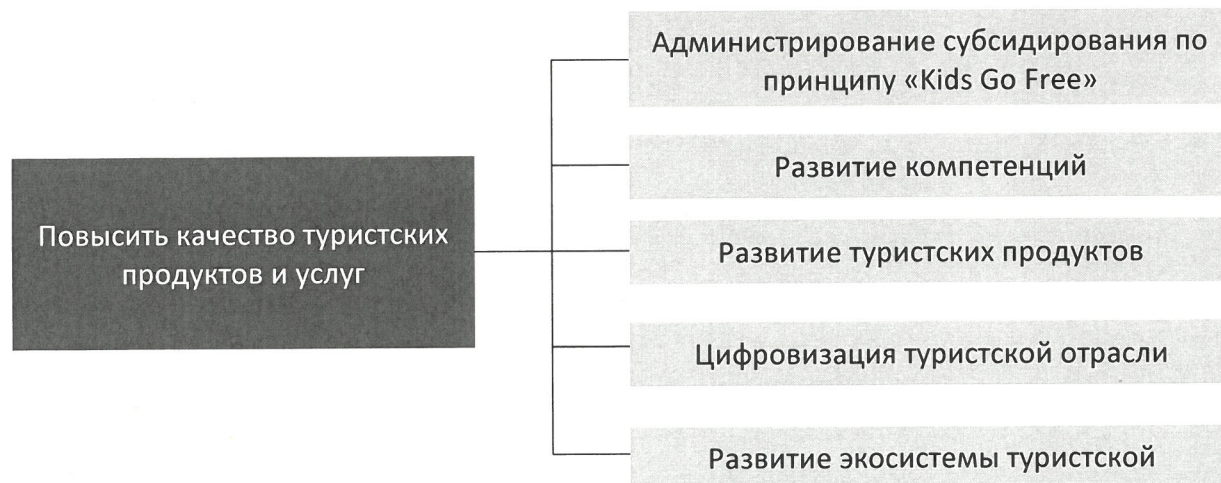 Повысить качество туристских
продуктов и услуг
Администрирование субсидирования по
принципу «Kids Go Free»
Развитие компетенций
Развитие туристских продуктов
Цифровизация туристской отрасли
Развитие экосистемы туристской